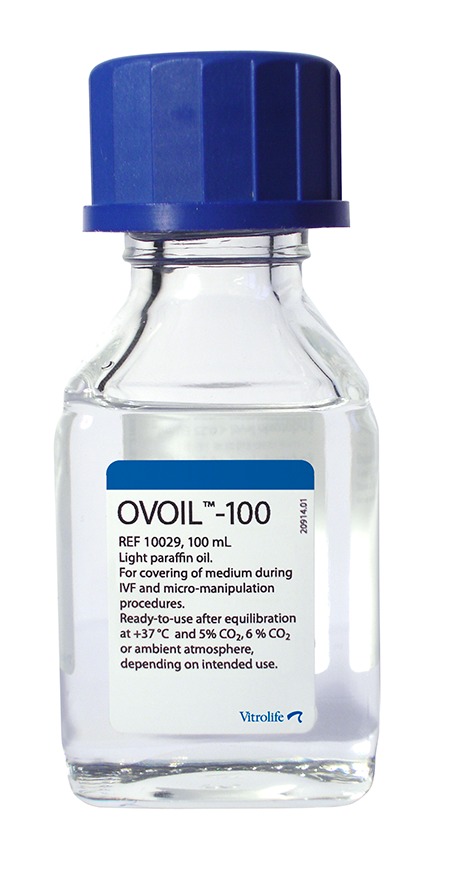 OVOIL™-100
20914.01
REF 10029, 100 mL
Light paraffin oil.
For covering of medium during
IVF and micro-manipulation
procedures.
Ready-to-use after equilibration
at +37 °C and 5% CO₂, 6 % CO₂
or ambient atmosphere,
depending on intended use.
Vitrolife